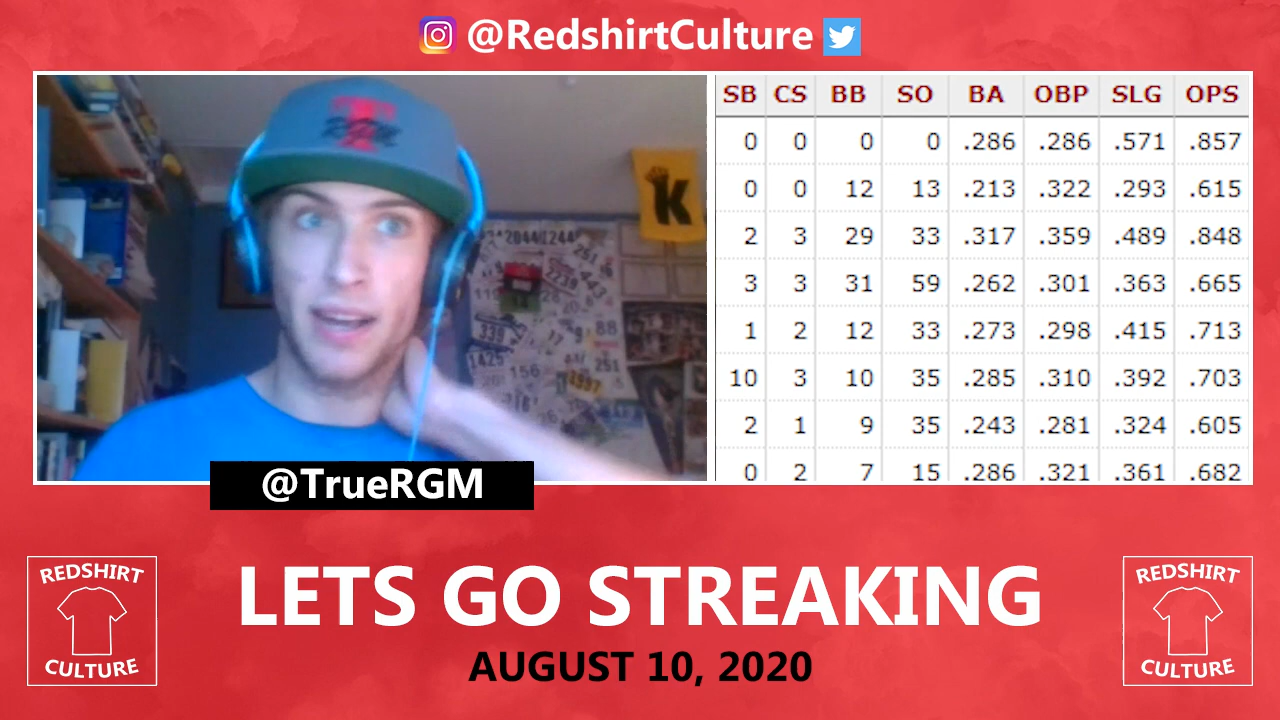 @RedshirtCulture
SB CS BB SO BA OBP SLG OPS
0 0 0 0 .286 .286 .571 .857
0 0 12 13 .213 .322 .293 .615
2 3 29 33 .317 .359 .489 .848
3 3 31 59 .262 .301 .363 .665
1 2 12 33 .273 .298 .415 .713
10 3 10 35 .285 .310 .392 .703
2 1 9 35 .243 .281 .324 .605
0 2 7 15 .286 .321 .361 .682
K
@TrueRGM
REDSHIRT
CULTURE
LETS GO STREAKING
AUGUST 10, 2020
REDSHIRT
CULTURE